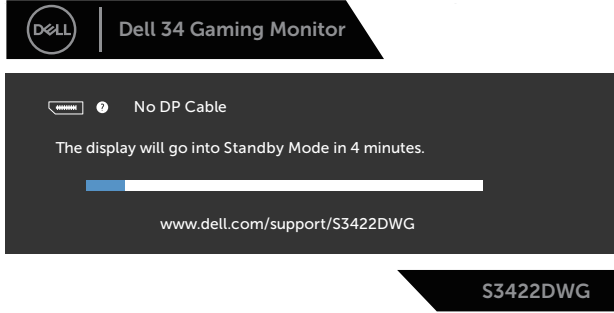 DELL
Dell 34 Gaming Monitor
? No DP Cable
The display will go into Standby Mode in 4 minutes.
www.dell.com/support/S3422DWG
S3422DWG